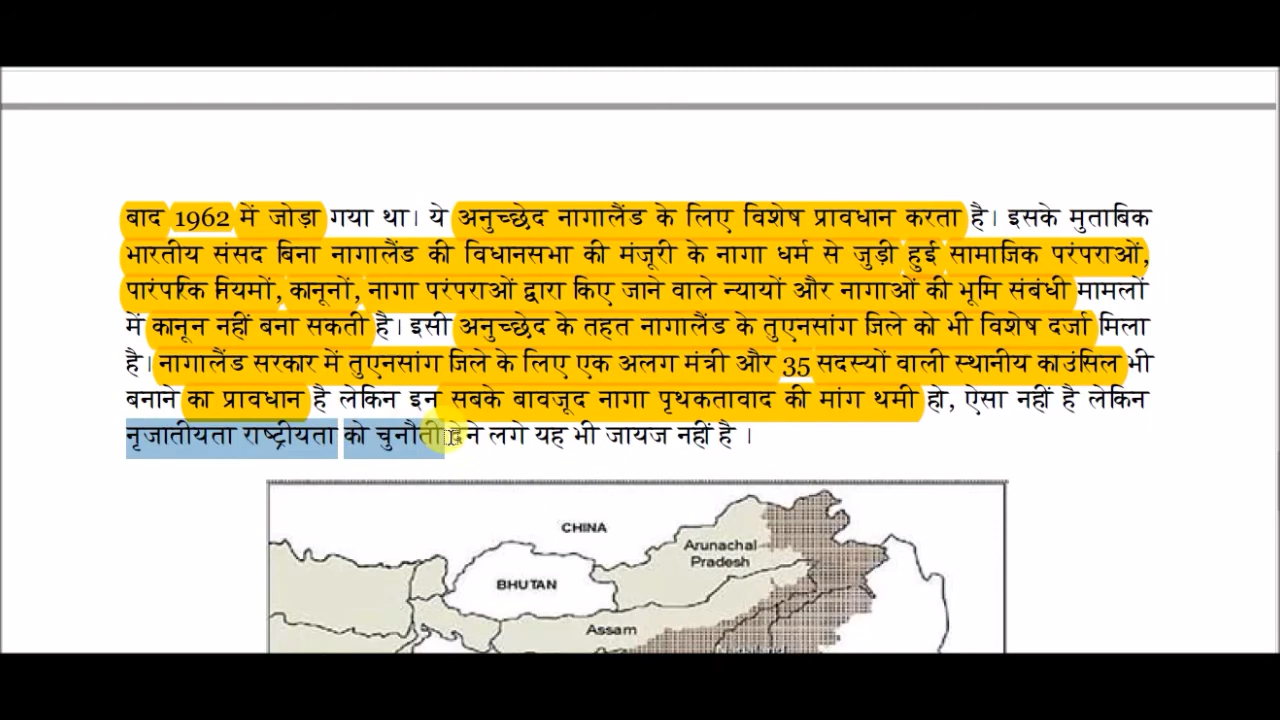 बाद 1962 में जोड़ा गया था। ये अनुच्छेद नागालैंड के लिए विशेष प्रावधान करता है। इसके मुताबिक
भारतीय संसद बिना नागालैंड की विधानसभा की मंजूरी के नागा धर्म से जुड़ी हुई सामाजिक परंपराओं,
पारंपरिक नियमों, कानूनों, नागा परंपराओं द्वारा किए जाने वाले न्यायों और नागाओं की भूमि संबंधी मामलों
में कानून नहीं बना सकती है। इसी अनुच्छेद के तहत नागालैंड के तुएनसांग जिले को भी विशेष दर्जा मिला
है। नागालैंड सरकार में तुएनसांग जिले के लिए एक अलग मंत्री और 35 सदस्यों वाली स्थानीय काउंसिल भी
बनाने का प्रावधान है लेकिन इन सबके बावजूद नागा पृथकतावाद की मांग थमी हो, ऐसा नहीं है लेकिन
नृजातीयता राष्ट्रीयता को चुनौती देने लगे यह भी जायज नहीं है ।
CHINA
Arunachal
Pradesh
BHUTAN
Assam